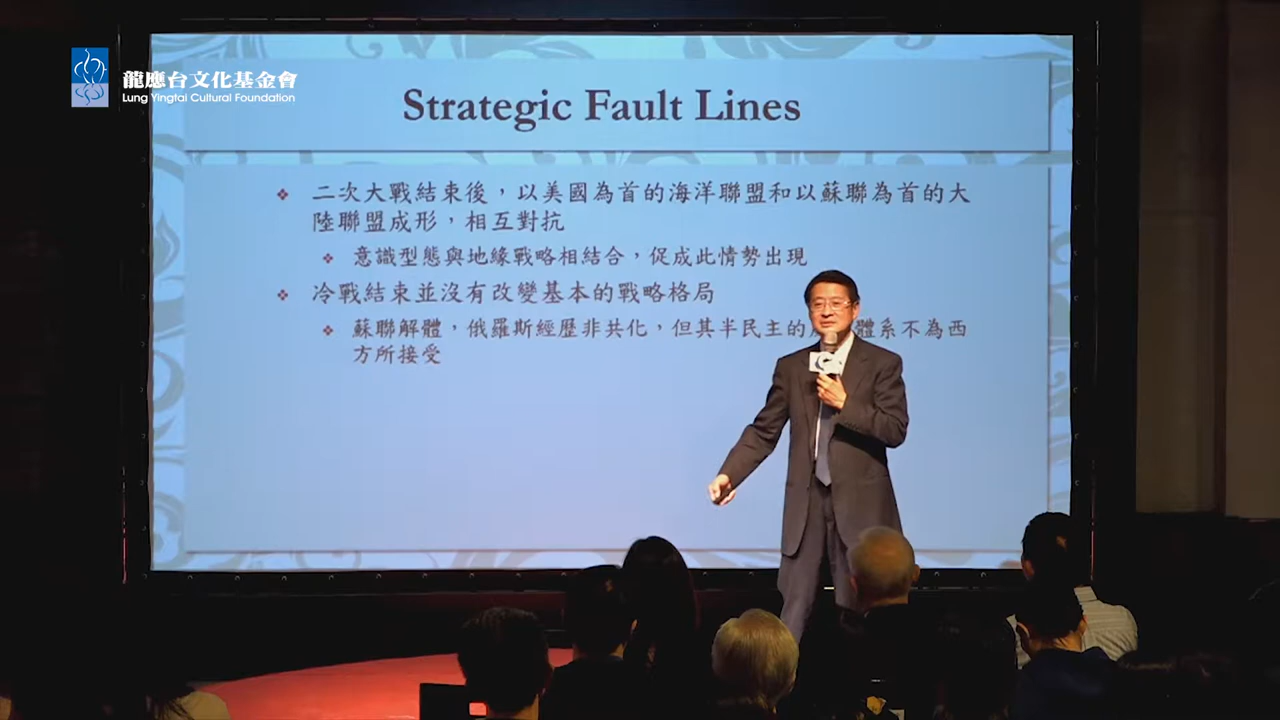 龍應台文化基金會
Lung Yingtai Cultural Foundation
Strategic Fault Lines
二次大戰結束後，以美國為首的海洋聯盟和以蘇聯為首的大
陸聯盟成形，相互對抗
意識型態與地緣戰略相結合，促成此情勢出現
冷戰結束並沒有改變基本的戰略格局
蘇聯解體，俄羅斯經歷非共化，但其半民主的 體系不為西
方所接受